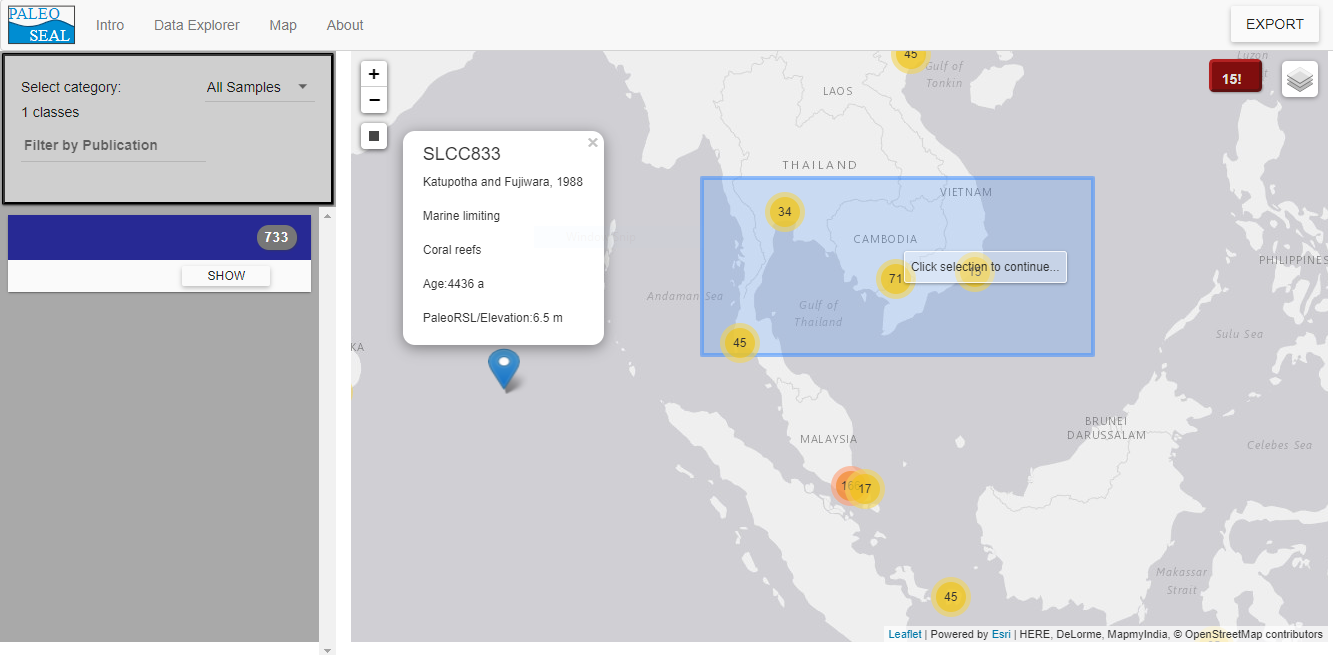 PALEO
SEAL
Intro
Data Explorer
Map
About
EXPORT
Select category:
All Samples
1 classes
Filter by Publication
733
SHOW
+
−
SLCC833
×
Katupotha and Fujiwara, 1988
Marine limiting
Coral reefs
Age:4436 a
PaleoRSL/Elevation:6.5 m
45
Gulf of
Tonkin
Luzon
15!
LAOS
THAILAND
VIETNAM
34
CAMBODIA
Click selection to continue...
71
PHILIPPINES
Andaman Sea
Gulf of
Thailand
Sulu Sea
KA
45
BRUNEI
DARUSSALAM
MALAYSIA
Celebes Sea
17
Makassar
Strait
45
Leaflet | Powered by Esri | HERE, DeLorme, MapmyIndia, © OpenStreetMap contributors